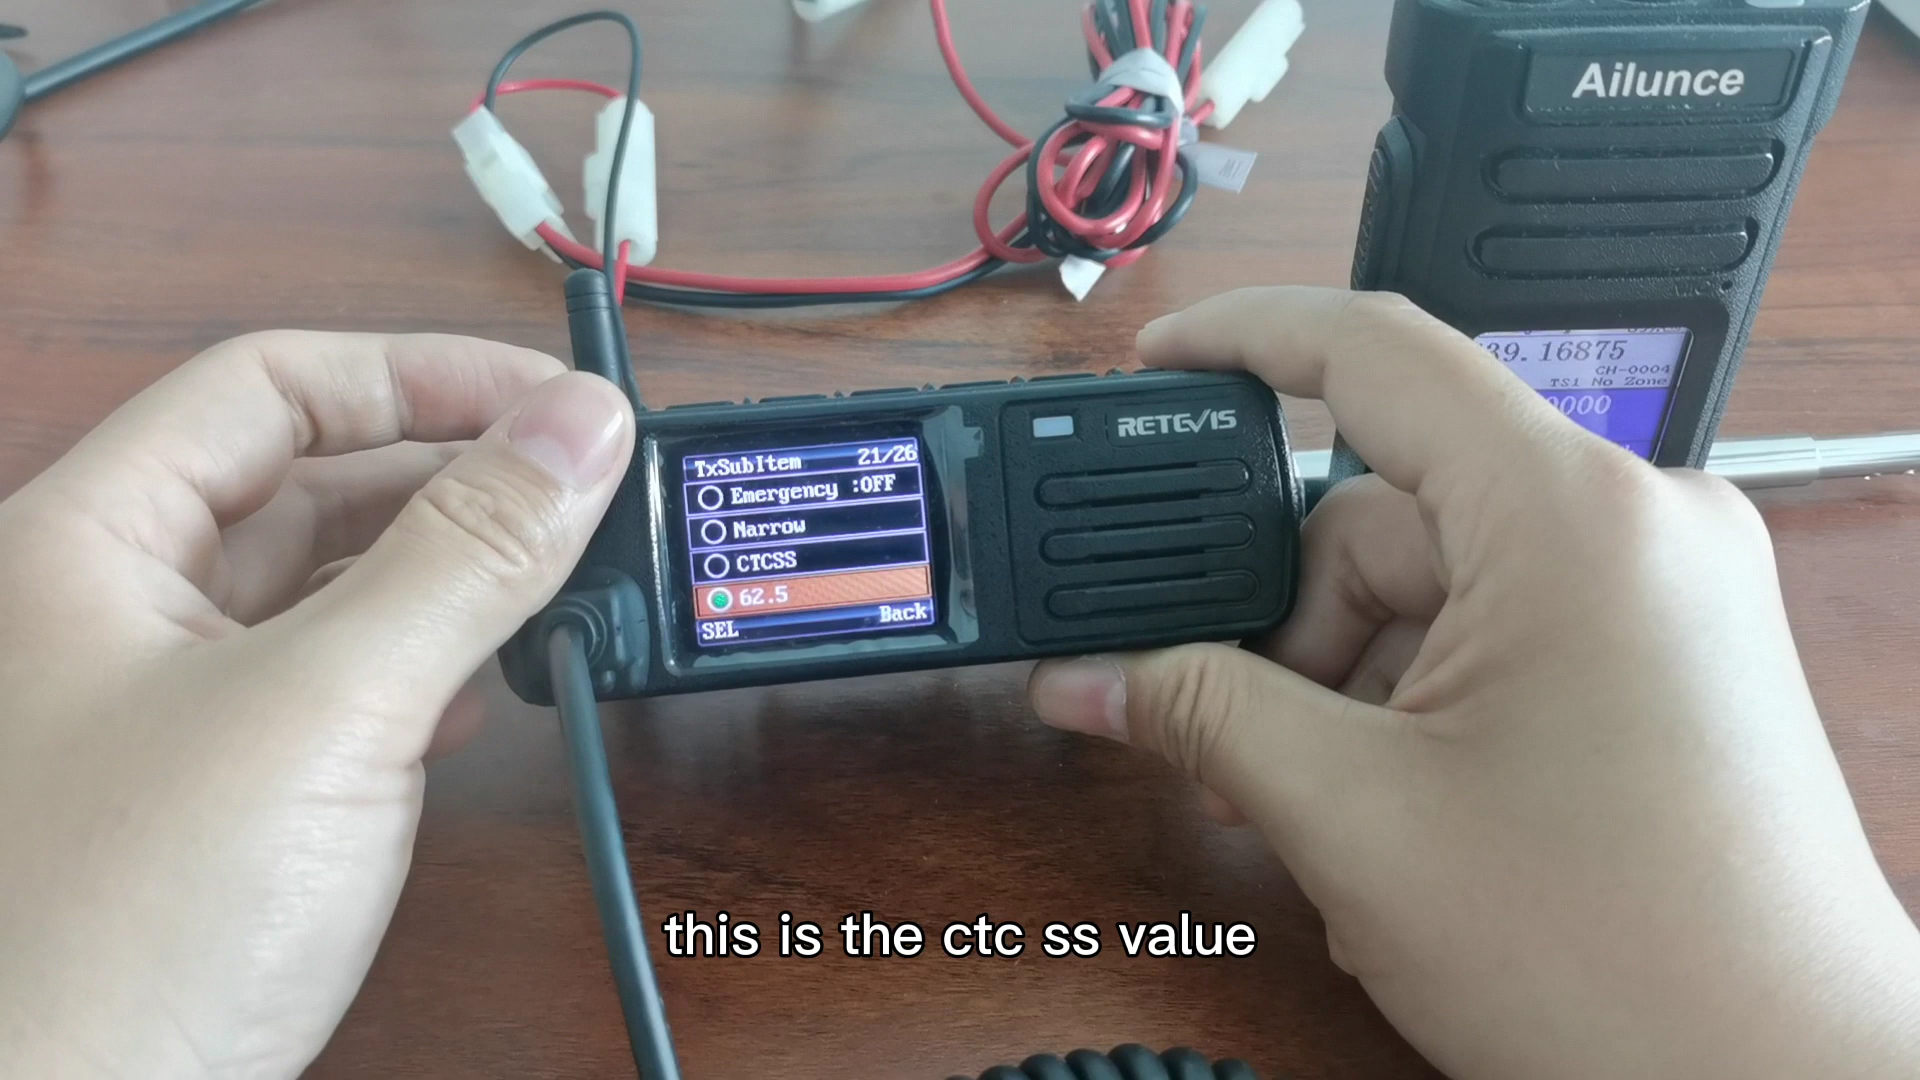 Ailunce
39.16875
CH-0004
TS1 No Zone
0000
RETEVIS
TxSubItem 21/26
Emergency :OFF
Narrow
CTCSS
62.5
SEL Back
this is the ctc ss value